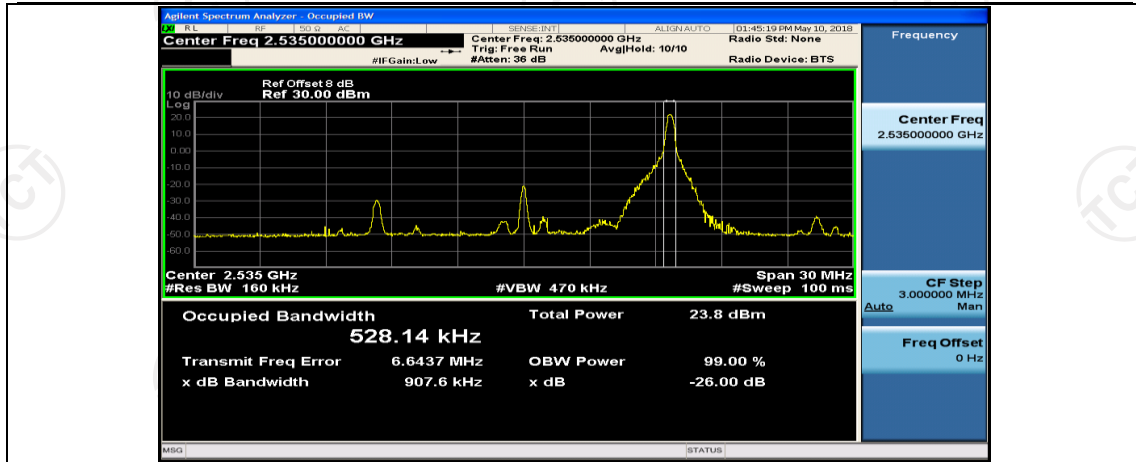 Agilent Spectrum Analyzer - Occupied BW
LXI RL RF 50 Ω AC SENSE:INT ALIGN AUTO 01:45:19 PM May 10, 2018
Center Freq 2.535000000 GHz
Center Freq: 2.535000000 GHz
Radio Std: None
Trig: Free Run Avg|Hold: 10/10
#IFGain:Low #Atten: 36 dB Radio Device: BTS
Ref Offset 8 dB
10 dB/div Ref 30.00 dBm
Log
20.0
10.0
0.00
-10.0
-20.0
-30.0
-40.0
-50.0
-60.0
Center 2.535 GHz Span 30 MHz
#Res BW 160 kHz #VBW 470 kHz #Sweep 100 ms
Occupied Bandwidth Total Power 23.8 dBm
528.14 kHz
Transmit Freq Error 6.6437 MHz OBW Power 99.00 %
x dB Bandwidth 907.6 kHz x dB -26.00 dB
MSG STATUS
Frequency
Center Freq
2.535000000 GHz
CF Step
3.000000 MHz
Auto Man
Freq Offset
0 Hz
TCT
TCT